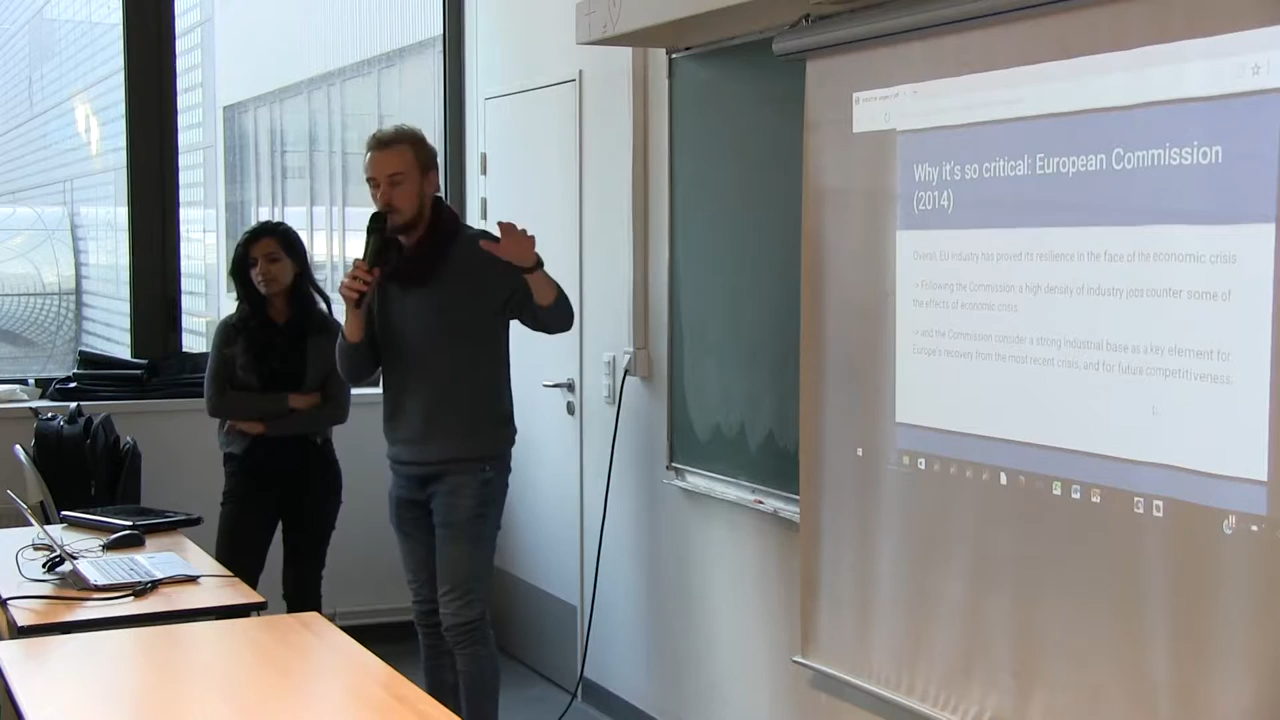 Why it's so critical: European Commission
(2014)
Overall, EU industry has proved its resilience in the face of the economic crisis
-> Following the Commission: a high density of industry jobs counter some of
the effects of economic crisis.
-> and the Commission consider a strong industrial base as a key element for
Europe's recovery from the most recent crisis, and for future competitiveness.